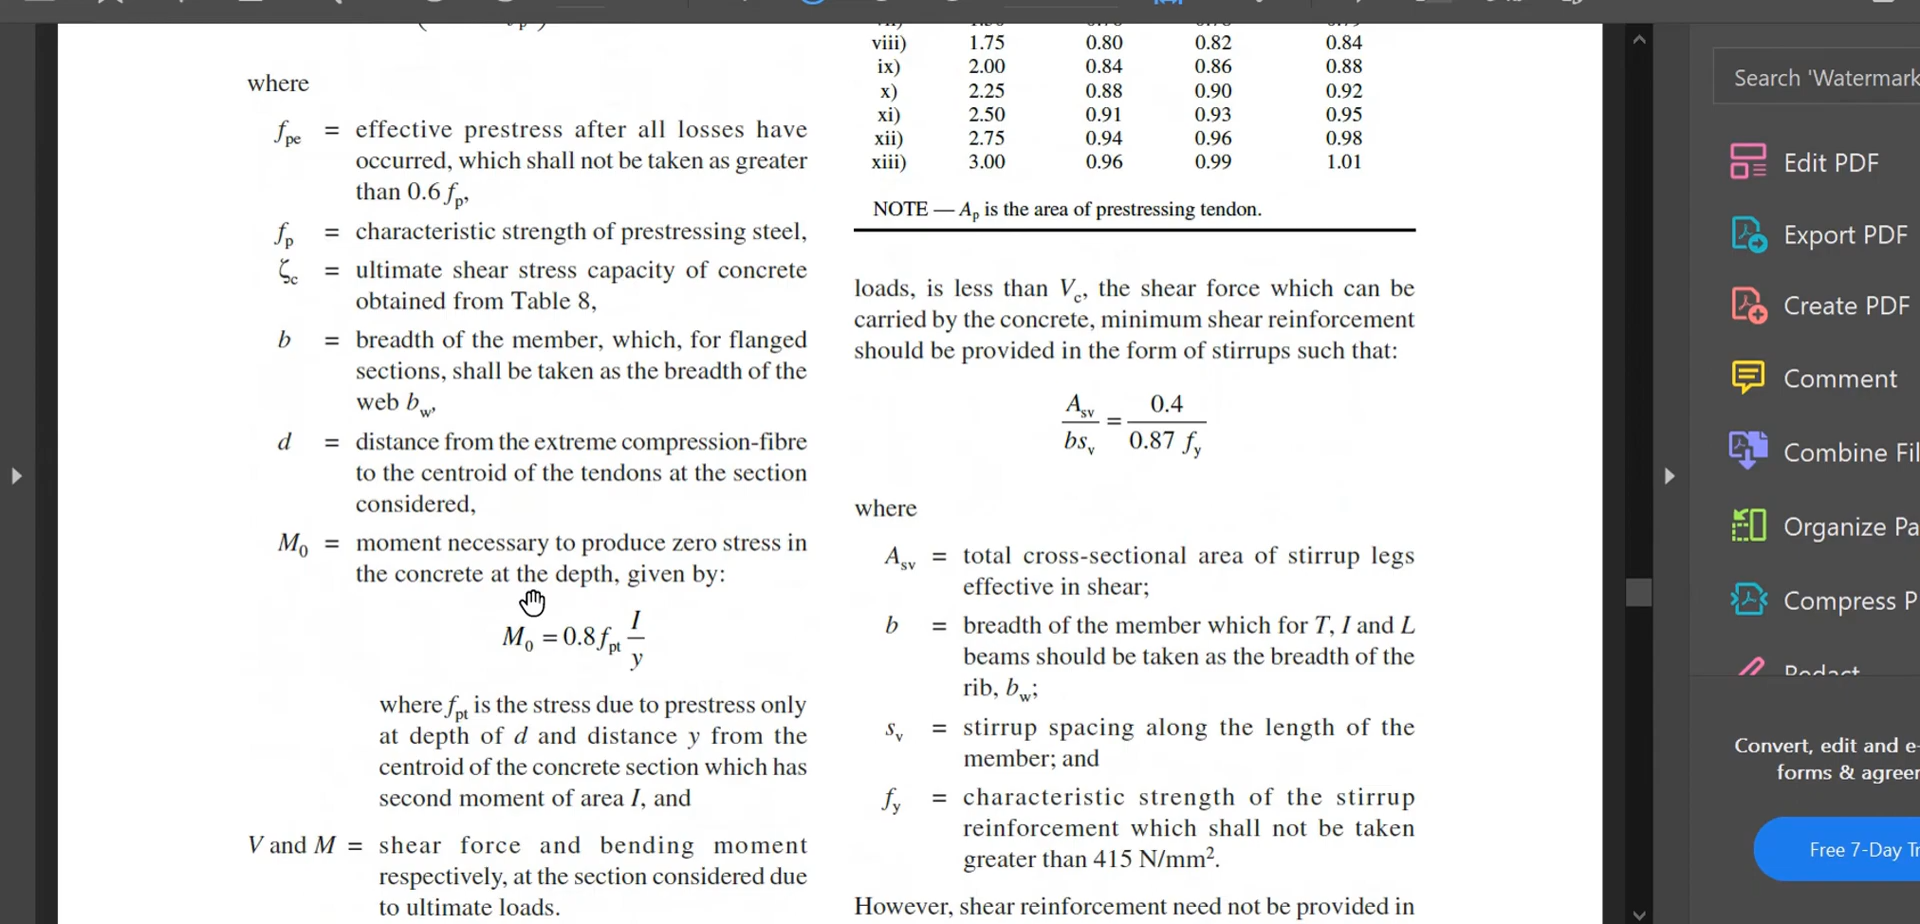 where
fpe = effective prestress after all losses have
occurred, which shall not be taken as greater
than 0.6 fp,
fp = characteristic strength of prestressing steel,
ζc = ultimate shear stress capacity of concrete
obtained from Table 8,
b = breadth of the member, which, for flanged
sections, shall be taken as the breadth of the
web bw,
d = distance from the extreme compression-fibre
to the centroid of the tendons at the section
considered,
M0 = moment necessary to produce zero stress in
the concrete at the depth, given by:
M0 = 0.8 fpt I/y
where fpt is the stress due to prestress only
at depth of d and distance y from the
centroid of the concrete section which has
second moment of area I, and
V and M = shear force and bending moment
respectively, at the section considered due
to ultimate loads.
viii) 1.75 0.80 0.82 0.84
ix) 2.00 0.84 0.86 0.88
x) 2.25 0.88 0.90 0.92
xi) 2.50 0.91 0.93 0.95
xii) 2.75 0.94 0.96 0.98
xiii) 3.00 0.96 0.99 1.01
NOTE — Ap is the area of prestressing tendon.
loads, is less than Vc, the shear force which can be
carried by the concrete, minimum shear reinforcement
should be provided in the form of stirrups such that:
Asv/bsv = 0.4/0.87 fy
where
Asv = total cross-sectional area of stirrup legs
effective in shear;
b = breadth of the member which for T, I and L
beams should be taken as the breadth of the
rib, bw;
sv = stirrup spacing along the length of the
member; and
fy = characteristic strength of the stirrup
reinforcement which shall not be taken
greater than 415 N/mm².
However, shear reinforcement need not be provided in
Search 'Watermark
Edit PDF
Export PDF
Create PDF
Comment
Combine Fil
Organize Pa
Compress P
Redact
Convert, edit and e-
forms & agreer
Free 7-Day Tr